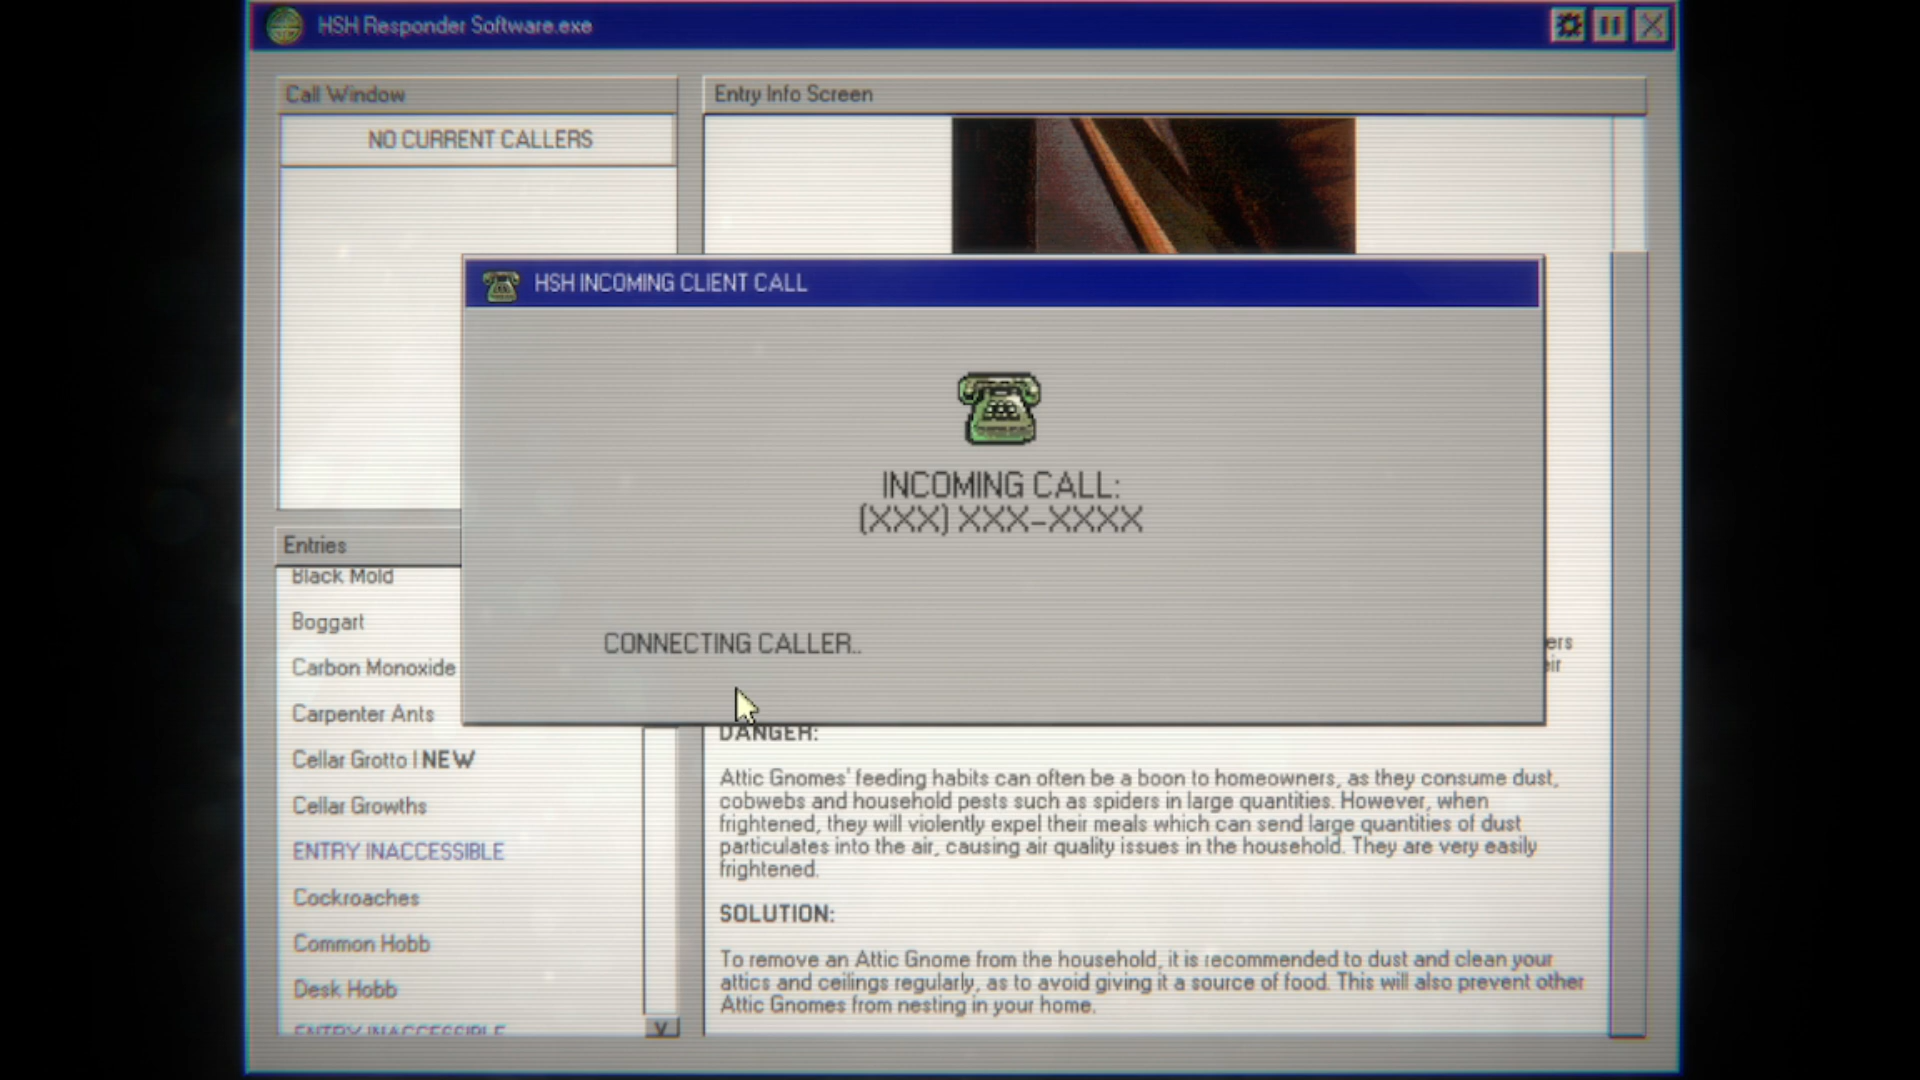 HSH Responder Software.exe
Call Window
NO CURRENT CALLERS
Entry Info Screen
HSH INCOMING CLIENT CALL
INCOMING CALL:
(XXX) XXX-XXXX
CONNECTING CALLER..
Entries
Black Mold
Boggart
Carbon Monoxide
Carpenter Ants
Cellar Grotto | NEW
Cellar Growths
ENTRY INACCESSIBLE
Cockroaches
Common Hobb
Desk Hobb
ENTRY INACCESSIBLE
V
DANGER:
Attic Gnomes' feeding habits can often be a boon to homeowners, as they consume dust,
cobwebs and household pests such as spiders in large quantities. However, when
frightened, they will violently expel their meals which can send large quantities of dust
particulates into the air, causing air quality issues in the household. They are very easily
frightened.
SOLUTION:
To remove an Attic Gnome from the household, it is recommended to dust and clean your
attics and ceilings regularly, as to avoid giving it a source of food. This will also prevent other
Attic Gnomes from nesting in your home.